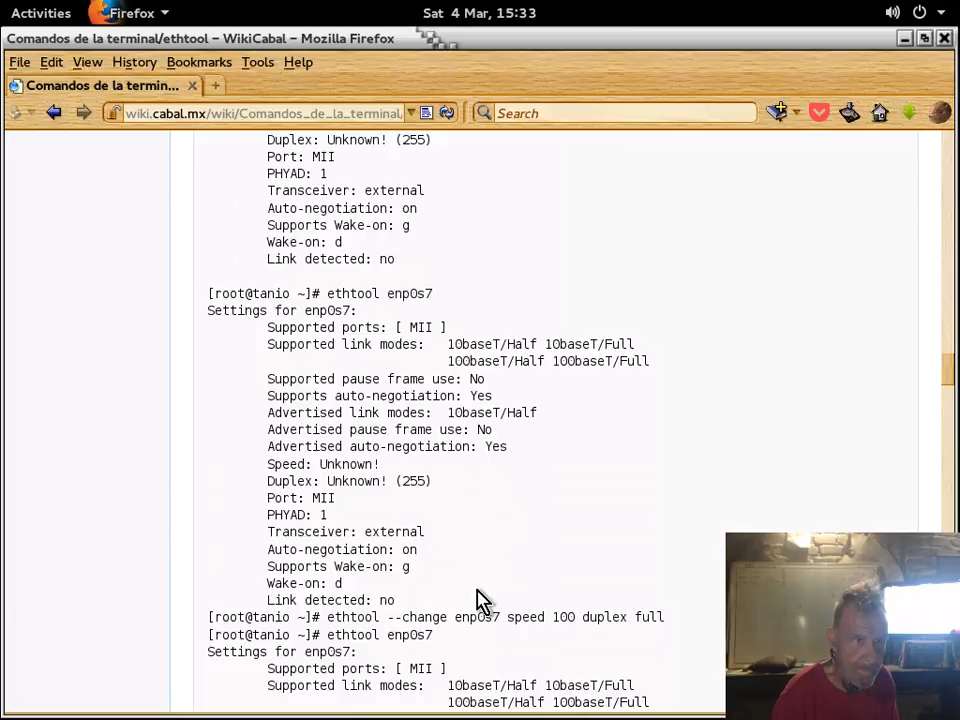 Activities Firefox Sat 4 Mar, 15:33
Comandos de la terminal/ethtool – WikiCabal – Mozilla Firefox
File Edit View History Bookmarks Tools Help
Comandos de la termin...
wiki.cabal.mx/wiki/Comandos_de_la_terminal, Search
Duplex: Unknown! (255)
Port: MII
PHYAD: 1
Transceiver: external
Auto-negotiation: on
Supports Wake-on: g
Wake-on: d
Link detected: no
[root@tanio ~]# ethtool enp0s7
Settings for enp0s7:
Supported ports: [ MII ]
Supported link modes: 10baseT/Half 10baseT/Full
100baseT/Half 100baseT/Full
Supported pause frame use: No
Supports auto-negotiation: Yes
Advertised link modes: 10baseT/Half
Advertised pause frame use: No
Advertised auto-negotiation: Yes
Speed: Unknown!
Duplex: Unknown! (255)
Port: MII
PHYAD: 1
Transceiver: external
Auto-negotiation: on
Supports Wake-on: g
Wake-on: d
Link detected: no
[root@tanio ~]# ethtool --change enp0s7 speed 100 duplex full
[root@tanio ~]# ethtool enp0s7
Settings for enp0s7:
Supported ports: [ MII ]
Supported link modes: 10baseT/Half 10baseT/Full
100baseT/Half 100baseT/Full